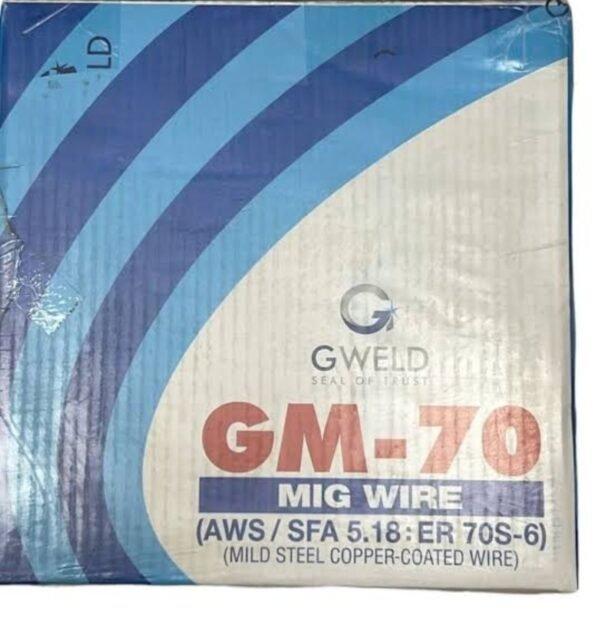 LD
GWELD
SEAL OF TRUST
GM-70
MIG WIRE
(AWS / SFA 5.18: ER 70S-6)
(MILD STEEL COPPER-COATED WIRE)